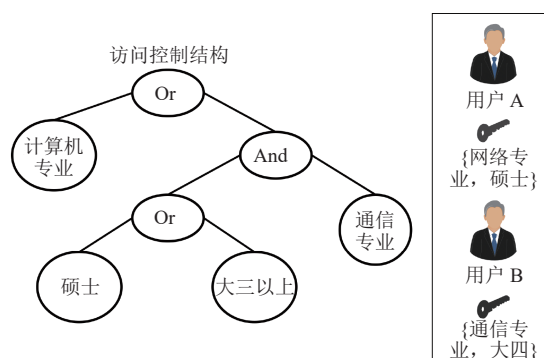 访问控制结构
Or
计算机
专业
And
Or
通信
专业
硕士
大三以上
用户 A
{网络专
业，硕士}
用户 B
{通信专
业，大四}